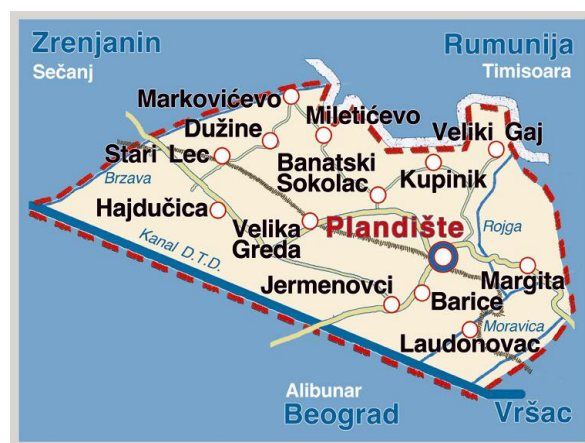 Zrenjanin
Sečanj
Rumunija
Timisoara
Markovićevo
Miletićevo
Dužine
Veliki Gaj
Stari Lec
Banatski
Sokolac
Kupinik
Brzava
Hajdučica
Velika
Greda
Plandište
Rojga
Kanal D.T.D.
Margita
Jermenovci
Barice
Moravica
Laudonovac
Alibunar
Beograd
Vršac